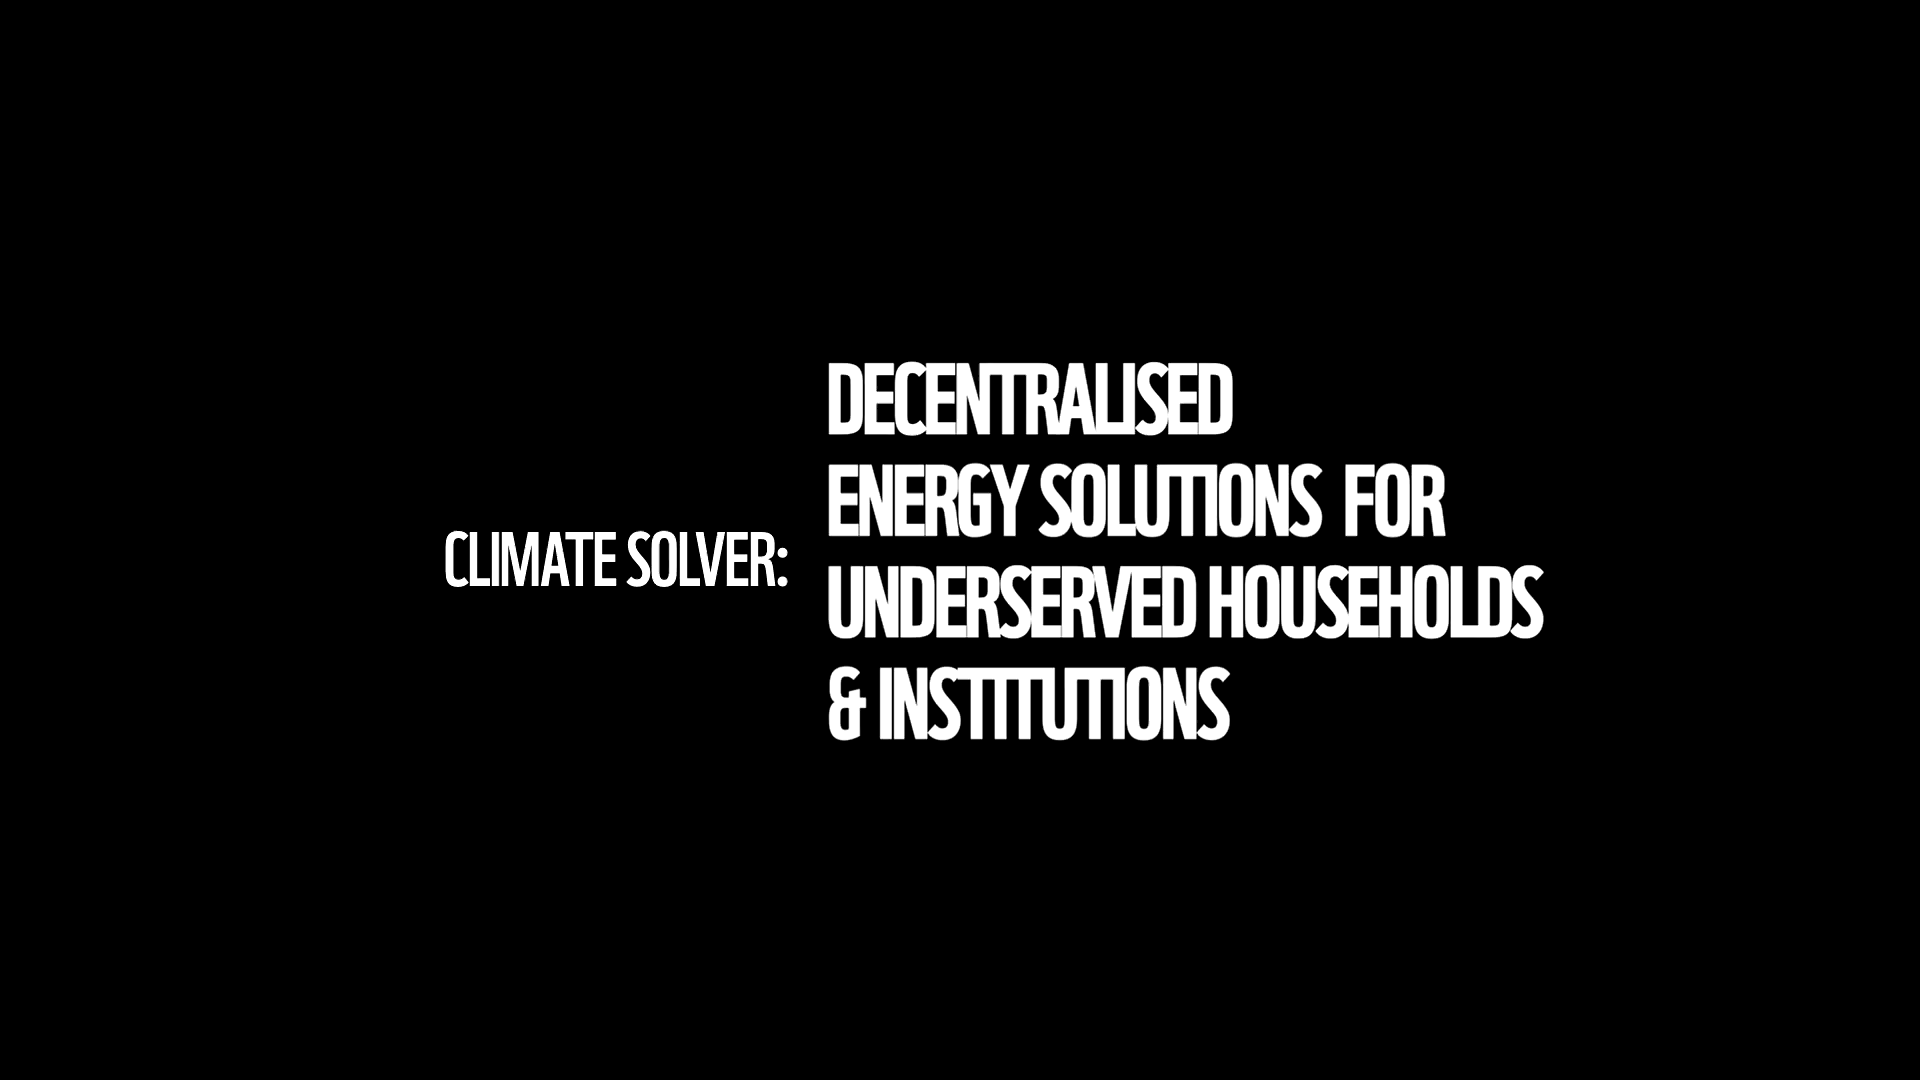 CLIMATE SOLVER:
DECENTRALISED
ENERGY SOLUTIONS FOR
UNDERSERVED HOUSEHOLDS
& INSTITUTIONS